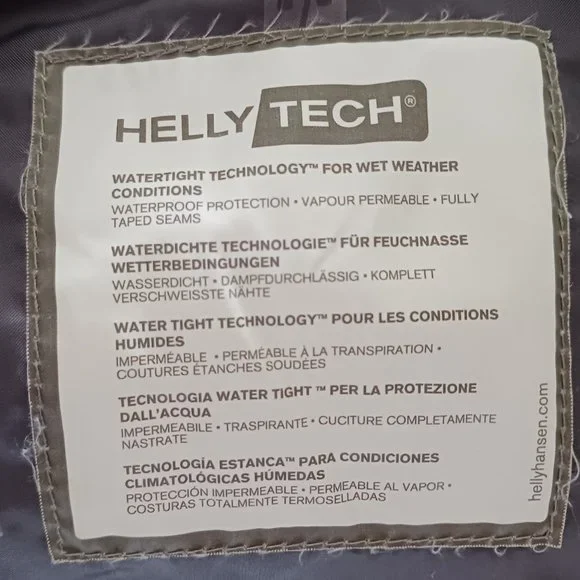 HELLY TECH®
WATERTIGHT TECHNOLOGY™ FOR WET WEATHER
CONDITIONS
WATERPROOF PROTECTION • VAPOUR PERMEABLE • FULLY
TAPED SEAMS
WATERDICHTE TECHNOLOGIE™ FÜR FEUCHNASSE
WETTERBEDINGUNGEN
WASSERDICHT • DAMPFDURCHLÄSSIG • KOMPLETT
VERSCHWEISSTE NÄHTE
WATER TIGHT TECHNOLOGY™ POUR LES CONDITIONS
HUMIDES
IMPERMÉABLE • PERMÉABLE À LA TRANSPIRATION •
COUTURES ÉTANCHES SOUDÉES
TECNOLOGIA WATER TIGHT ™ PER LA PROTEZIONE
DALL'ACQUA
IMPERMEABILE • TRASPIRANTE • CUCITURE COMPLETAMENTE
NASTRATE
TECNOLOGÍA ESTANCA™ PARA CONDICIONES
CLIMATOLÓGICAS HÚMEDAS
PROTECCIÓN IMPERMEABLE • PERMEABLE AL VAPOR •
COSTURAS TOTALMENTE TERMOSELLADAS
hellyhansen.com